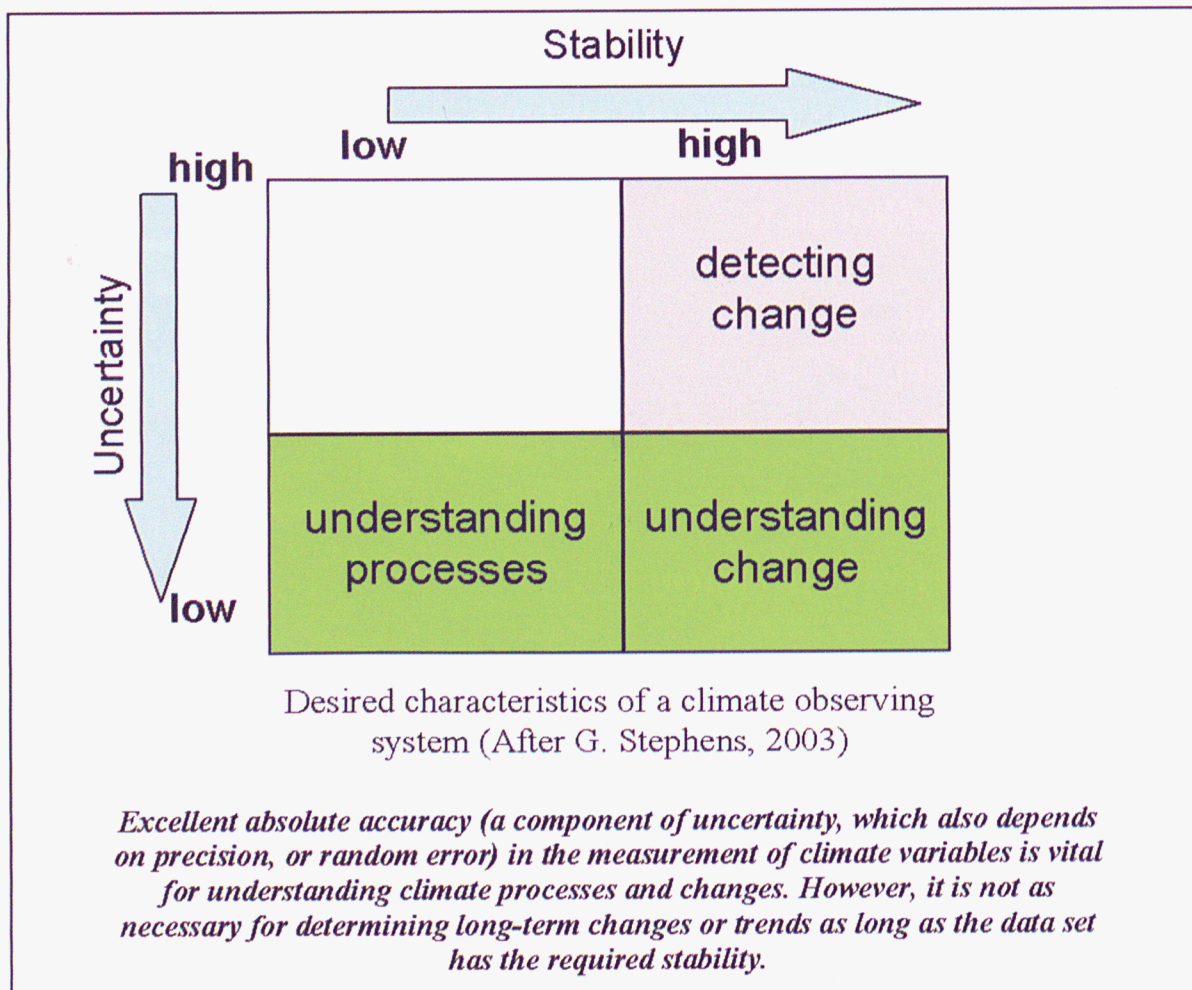 Stability
low
high
high
Uncertainty
low
detecting
change
understanding
processes
understanding
change
Desired characteristics of a climate observing
system (After G. Stephens, 2003)
Excellent absolute accuracy (a component of uncertainty, which also depends
on precision, or random error) in the measurement of climate variables is vital
for understanding climate processes and changes. However, it is not as
necessary for determining long-term changes or trends as long as the data set
has the required stability.